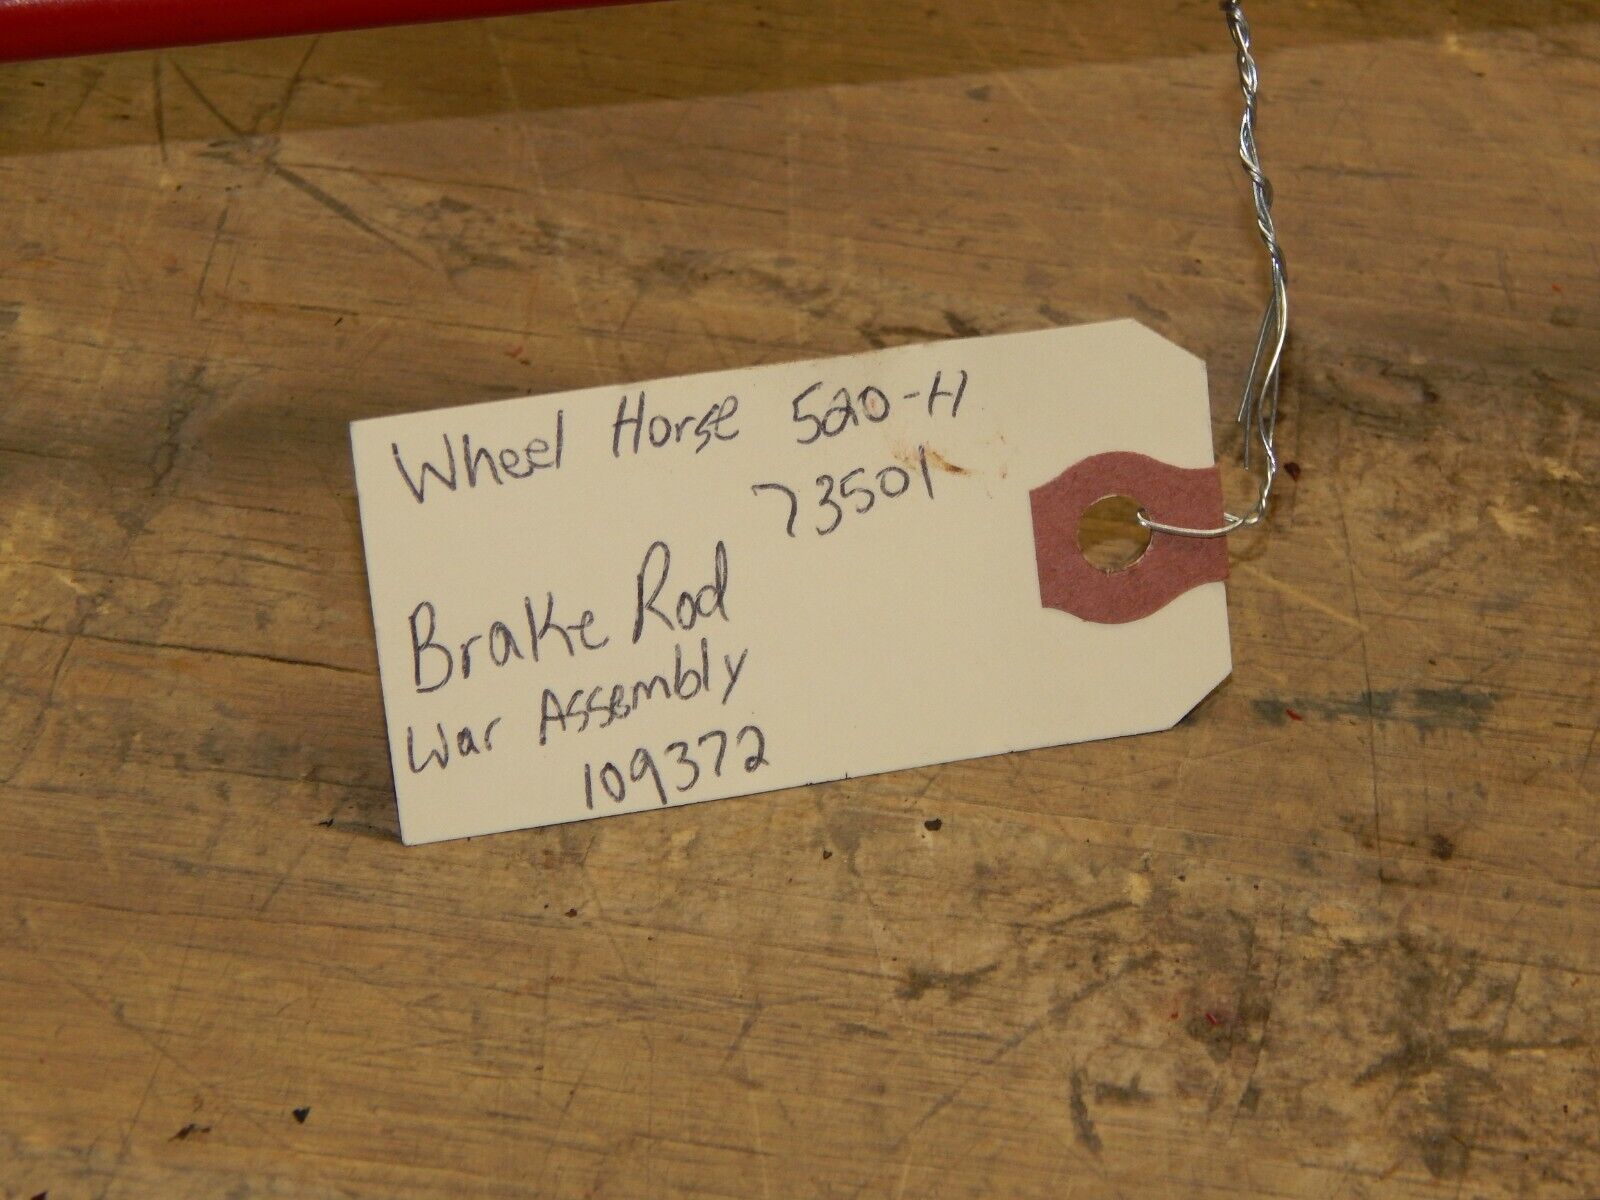 Wheel Horse 520-H
73501
Brake Rod
War Assembly
109372